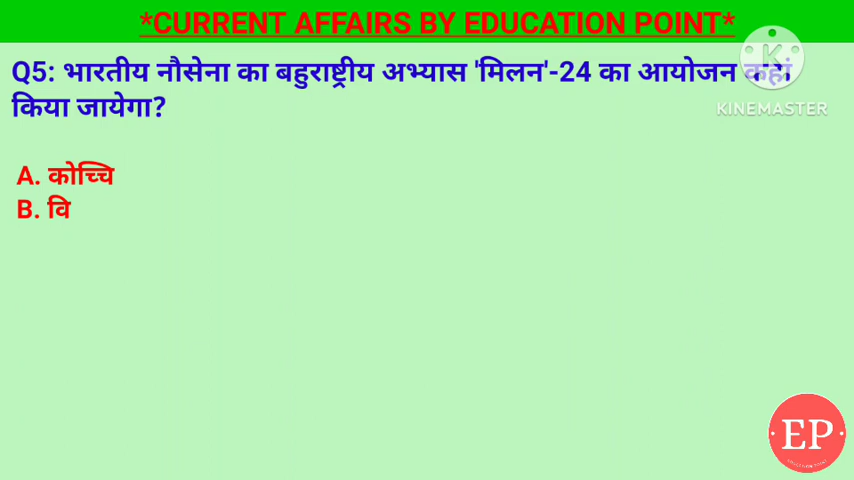 *CURRENT AFFAIRS BY EDUCATION POINT*
Q5: भारतीय नौसेना का बहुराष्ट्रीय अभ्यास 'मिलन'-24 का आयोजन कहां
किया जायेगा?
KINEMASTER
A. कोच्चि
B. वि
EP